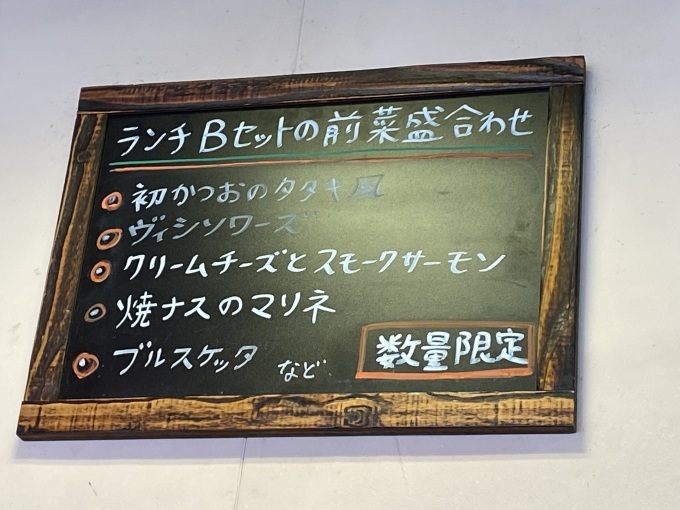 ランチBセットの前菜盛合わせ
初かつおのタタキ風
ヴィシソワーズ
クリームチーズとスモークサーモン
焼ナスのマリネ
ブルスケッタ など
数量限定